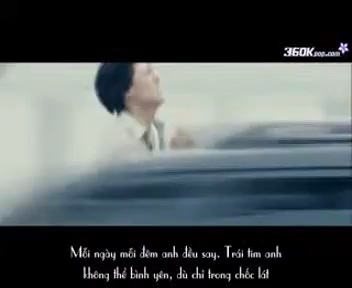 360Kpop.com
Mỗi ngày mỗi đêm anh đều say. Trái tim anh
không thể bình yên, dù chỉ trong chốc lát